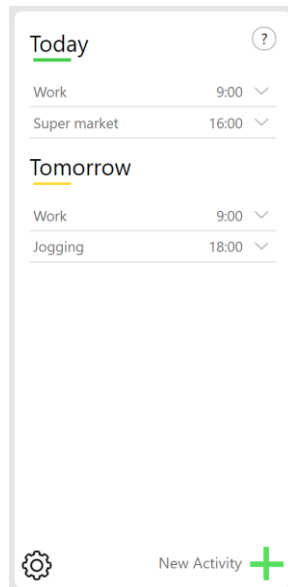 Today
?
Work 9:00
Super market 16:00
Tomorrow
Work 9:00
Jogging 18:00
New Activity